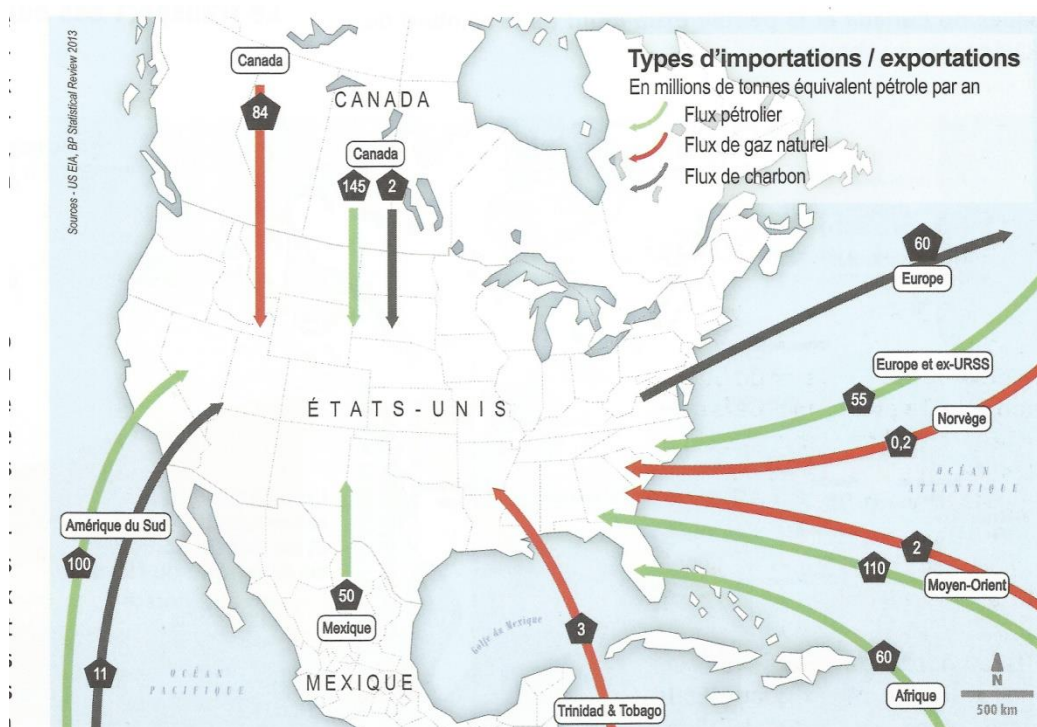 Sources - US EIA, BP Statistical Review 2013
Types d'importations / exportations
En millions de tonnes équivalent pétrole par an
Flux pétrolier
Flux de gaz naturel
Flux de charbon
Canada
84
CANADA
Canada
145
2
60
Europe
Europe et ex-URSS
55
Norvège
0,2
ÉTATS-UNIS
OCÉAN
ATLANTIQUE
Amérique du Sud
100
11
2
110
Moyen-Orient
50
Mexique
Golfe du Mexique
3
60
Afrique
OCÉAN
PACIFIQUE
MEXIQUE
Trinidad & Tobago
N
500 km